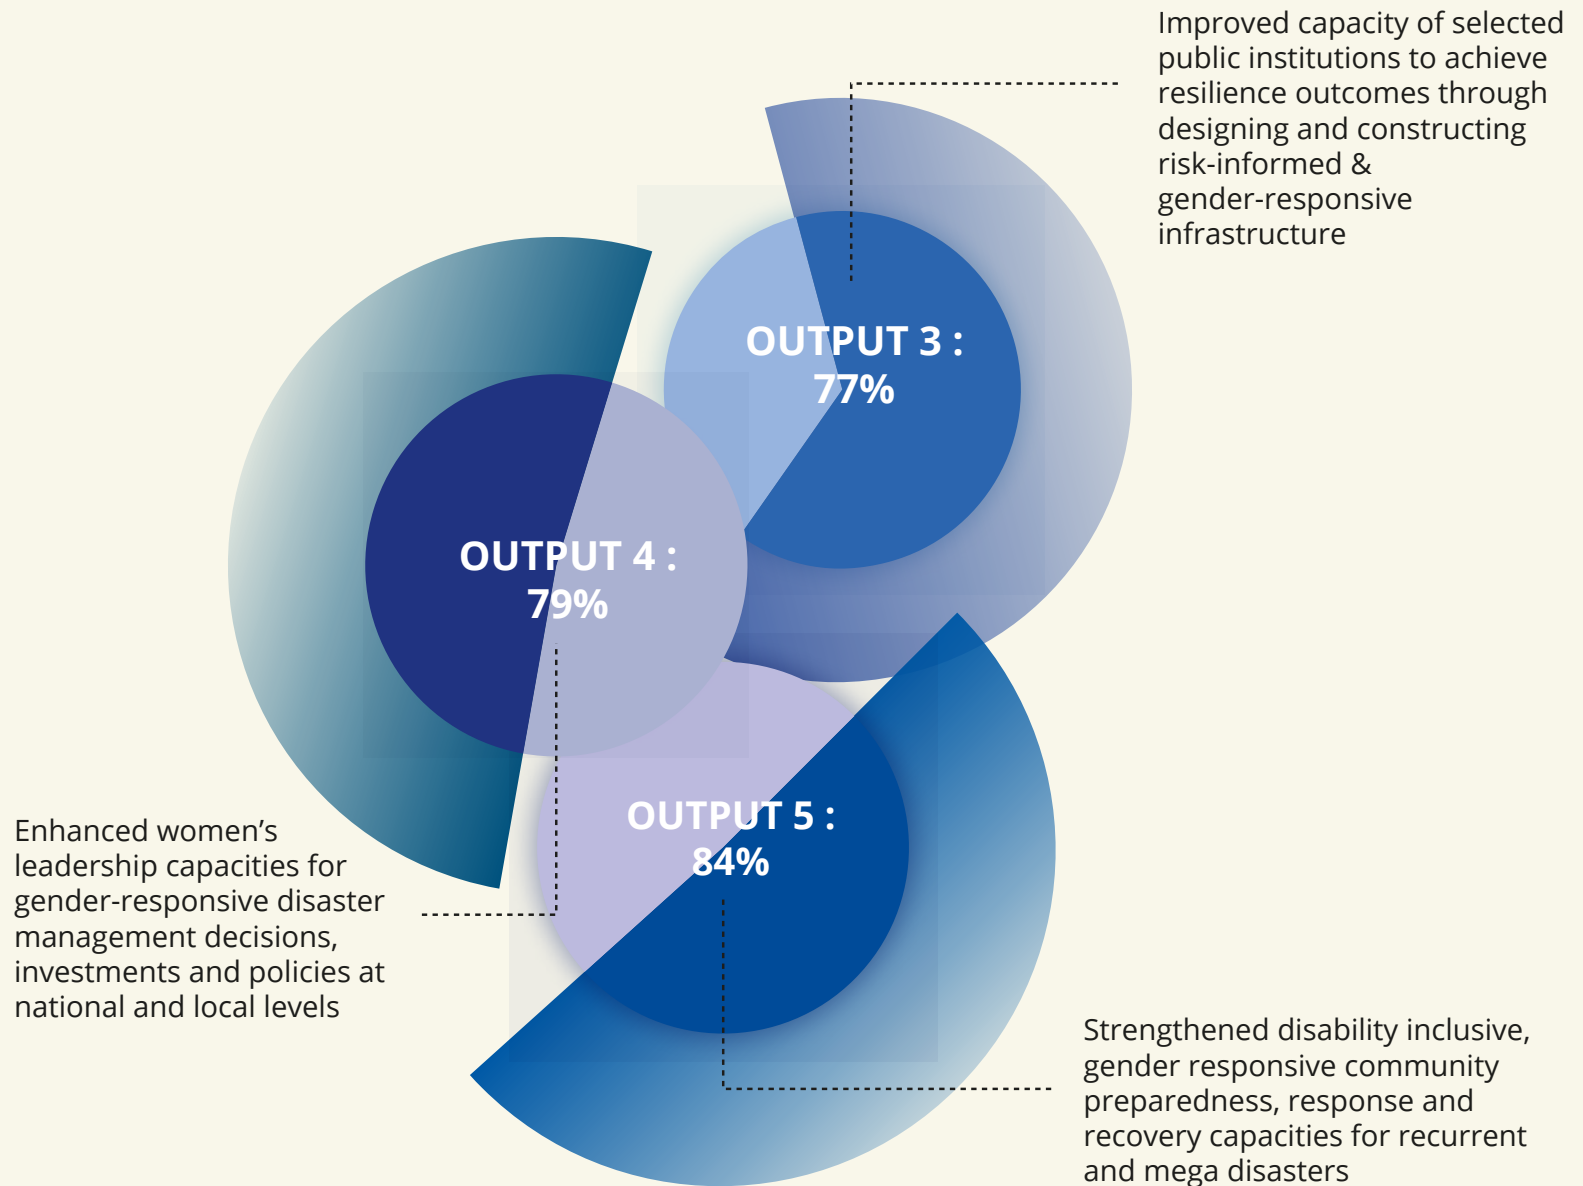 Improved capacity of selected
public institutions to achieve
resilience outcomes through
designing and constructing
risk-informed &
gender-responsive
infrastructure
OUTPUT 3 :
77%
OUTPUT 4 :
79%
OUTPUT 5 :
84%
Enhanced women’s
leadership capacities for
gender-responsive disaster
management decisions,
investments and policies at
national and local levels
Strengthened disability inclusive,
gender responsive community
preparedness, response and
recovery capacities for recurrent
and mega disasters